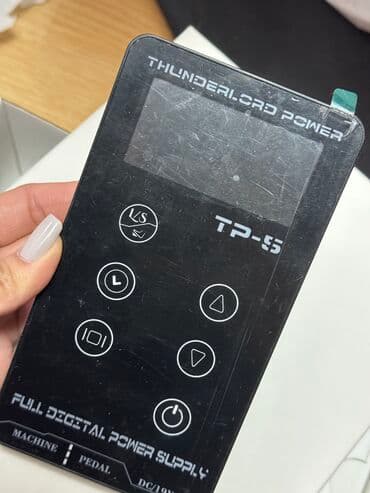 THUNDERLORD POWER
L/S
TP-5
FULL DIGITAL POWER SUPPLY
MACHINE
PEDAL